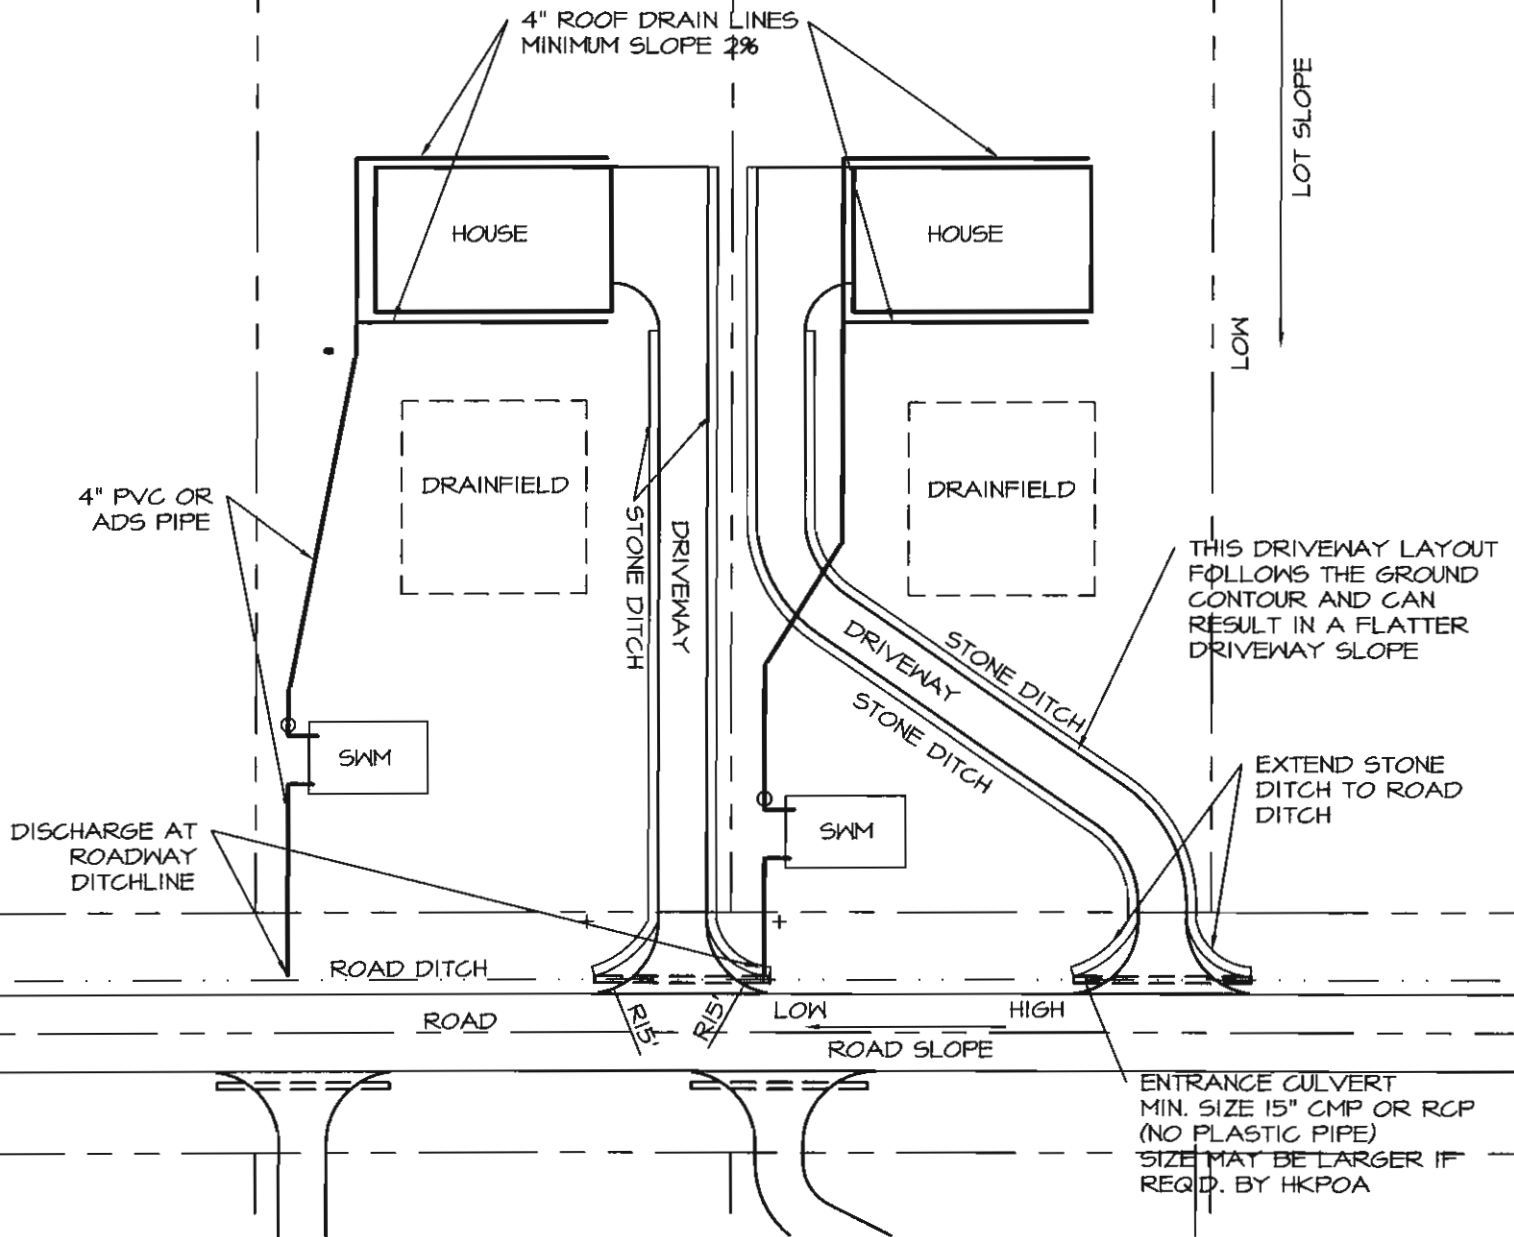 4" ROOF DRAIN LINES
MINIMUM SLOPE 2%
LOT SLOPE
HOUSE
HOUSE
LOW
DRAINFIELD
DRAINFIELD
4" PVC OR
ADS PIPE
STONE DITCH
DRIVEWAY
THIS DRIVEWAY LAYOUT
FOLLOWS THE GROUND
CONTOUR AND CAN
RESULT IN A FLATTER
DRIVEWAY SLOPE
DRIVEWAY
STONE DITCH
STONE DITCH
SWM
SWM
EXTEND STONE
DITCH TO ROAD
DITCH
DISCHARGE AT
ROADWAY
DITCHLINE
ROAD DITCH
ROAD
R15'
R15'
LOW
HIGH
ROAD SLOPE
ENTRANCE CULVERT
MIN. SIZE 15" CMP OR RCP
(NO PLASTIC PIPE)
SIZE MAY BE LARGER IF
REQ'D. BY HKPOA